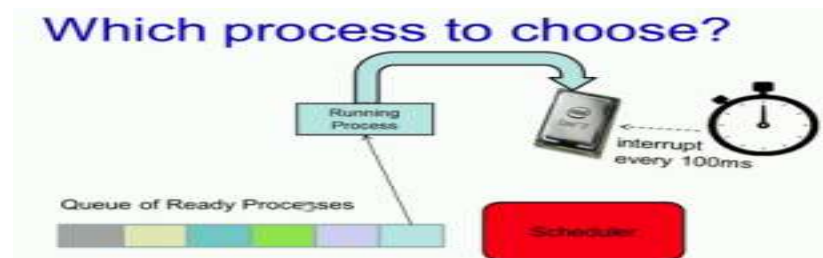 Which process to choose?
Running
Process
interrupt
every 100ms
Queue of Ready Processes
Scheduler